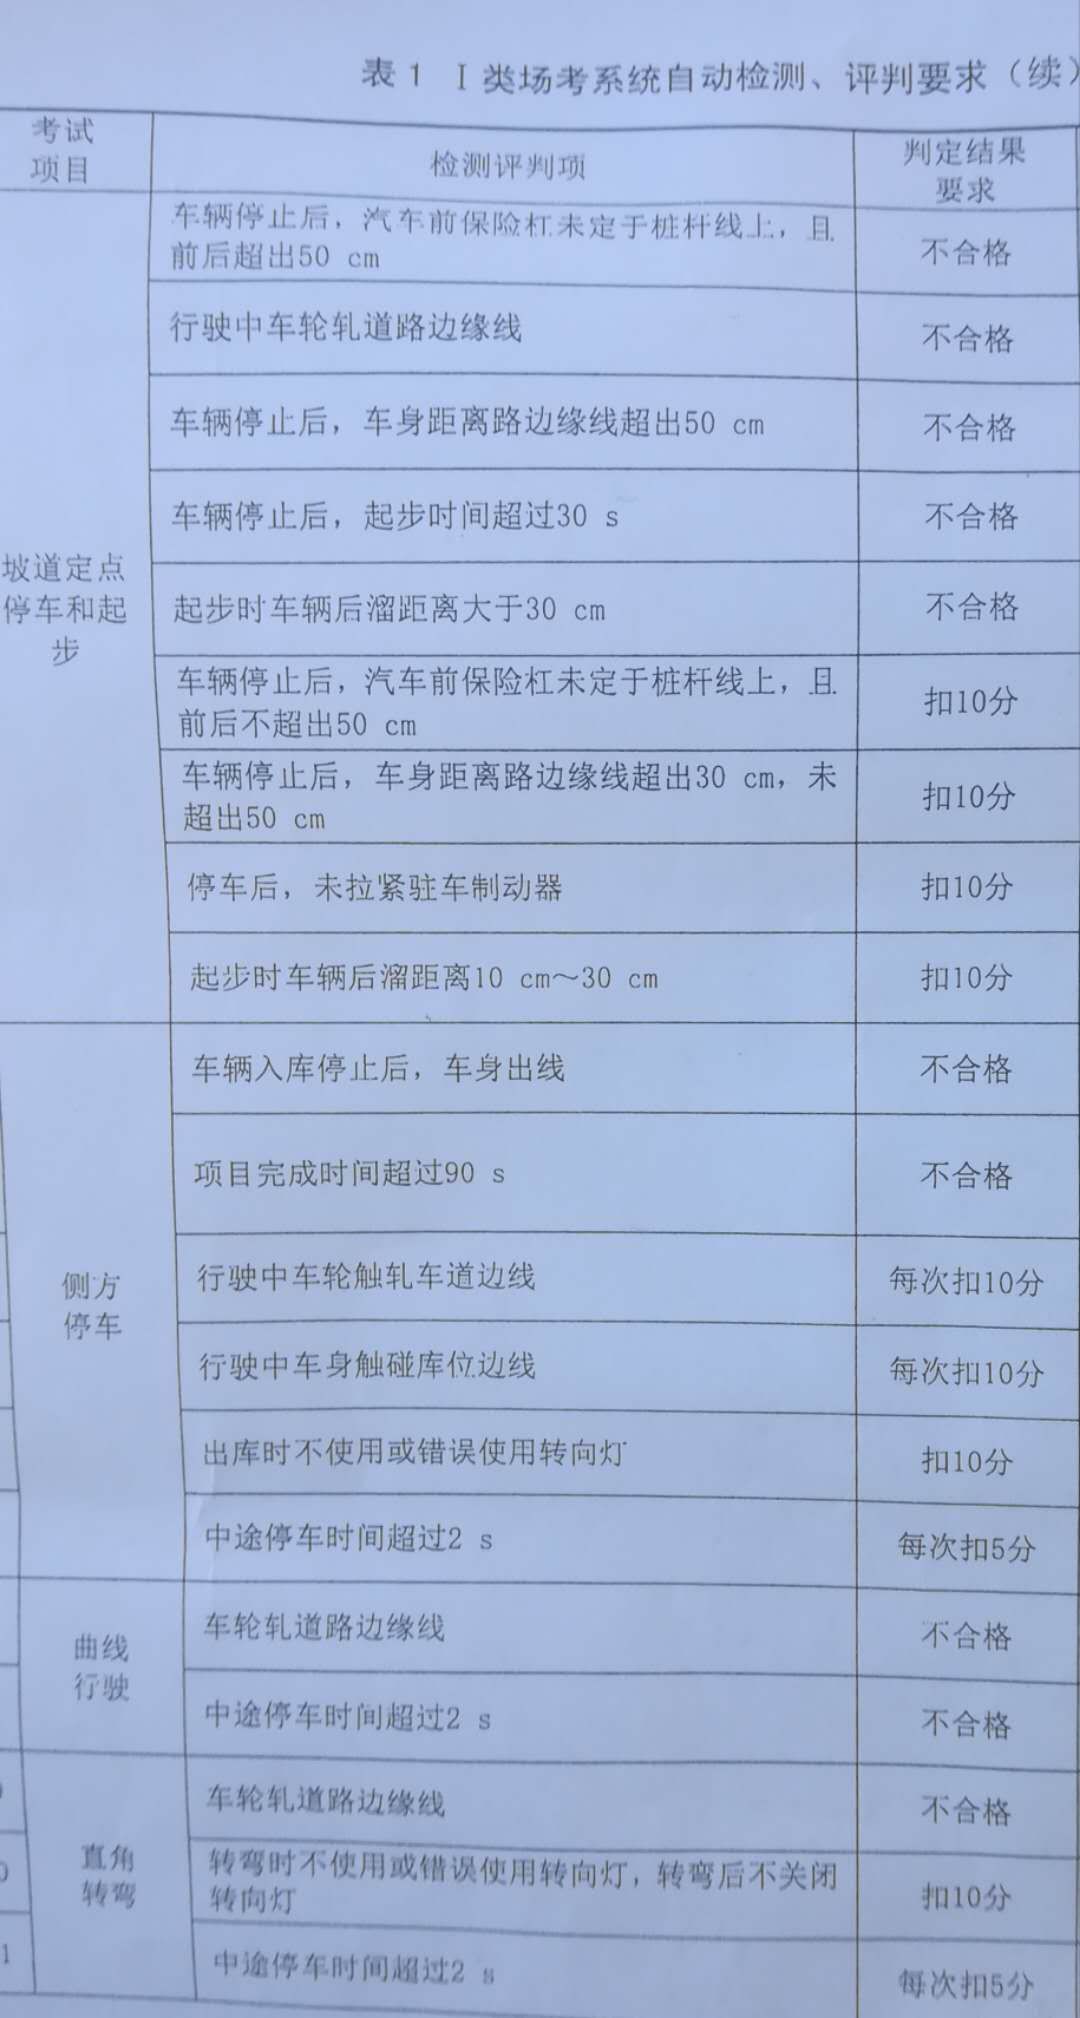 表 1 Ⅰ类场考系统自动检测、评判要求（续）
考试
项目
检测评判项
判定结果
要求
坡道定点
停车和起
步
车辆停止后，汽车前保险杠未定于桩杆线上，且
前后超出50 cm
不合格
行驶中车轮轧道路边缘线
不合格
车辆停止后，车身距离路边缘线超出50 cm
不合格
车辆停止后，起步时间超过30 s
不合格
起步时车辆后溜距离大于30 cm
不合格
车辆停止后，汽车前保险杠未定于桩杆线上，且
前后不超出50 cm
扣10分
车辆停止后，车身距离路边缘线超出30 cm，未
超出50 cm
扣10分
停车后，未拉紧驻车制动器
扣10分
起步时车辆后溜距离10 cm～30 cm
扣10分
侧方
停车
车辆入库停止后，车身出线
不合格
项目完成时间超过90 s
不合格
行驶中车轮触轧车道边线
每次扣10分
行驶中车身触碰库位边线
每次扣10分
出库时不使用或错误使用转向灯
扣10分
中途停车时间超过2 s
每次扣5分
曲线
行驶
车轮轧道路边缘线
不合格
中途停车时间超过2 s
不合格
直角
转弯
车轮轧道路边缘线
不合格
转弯时不使用或错误使用转向灯，转弯后不关闭
转向灯
扣10分
中途停车时间超过2 s
每次扣5分